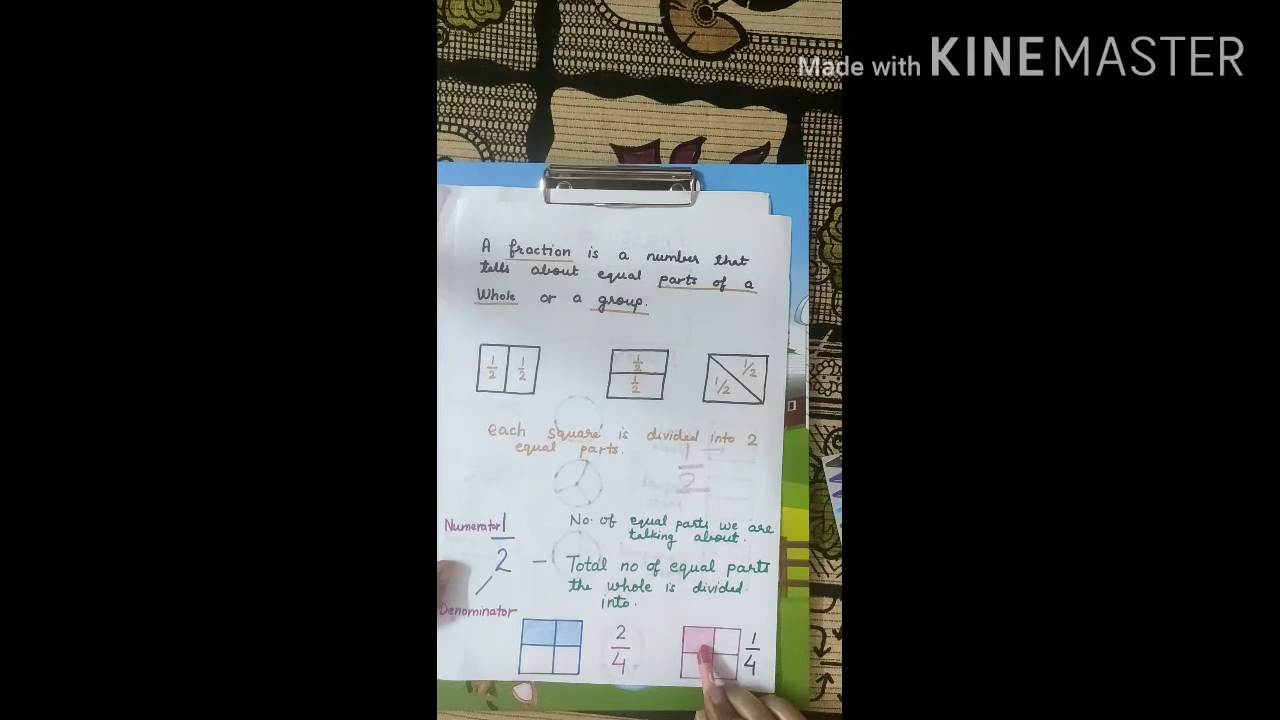 Made with KINEMASTER
A fraction is a number that
tells about equal parts of a
Whole or a group.
1/2 1/2 1/2 1/2 1/2 1/2
each square is divided into 2
equal parts.
1/2
Numerator 1/2 No. of equal parts we are
talking about.
– Total no of equal parts
the whole is divided
into.
Denominator
2/4 1/4